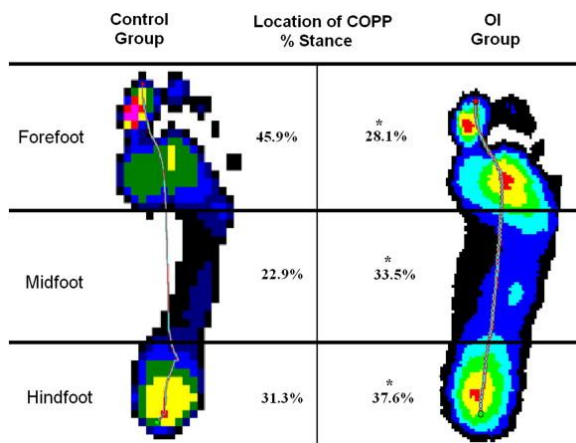 Control Group
Location of COPP % Stance
OI Group
Forefoot
45.9%
*
28.1%
Midfoot
22.9%
*
33.5%
Hindfoot
31.3%
*
37.6%